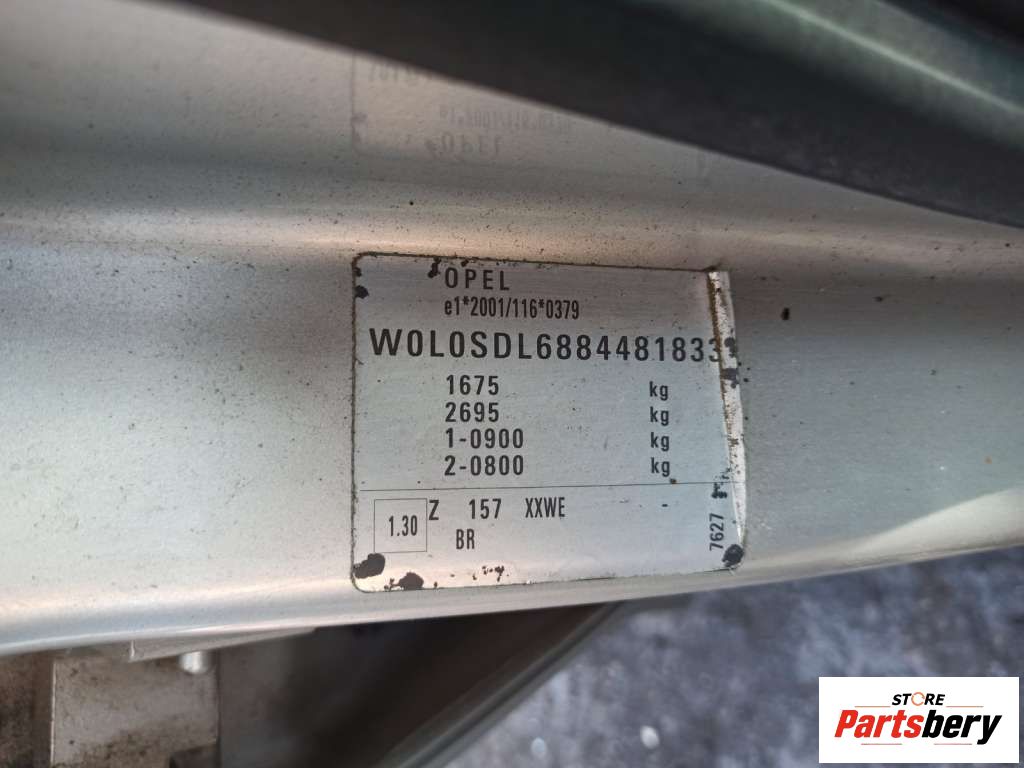 OPEL
e1*2001/116*0379
W0L0SDL6884481833
1675 kg
2695 kg
1-0900 kg
2-0800 kg
1.30 Z 157 XXWE -
BR
7627
STORE
Partsbery